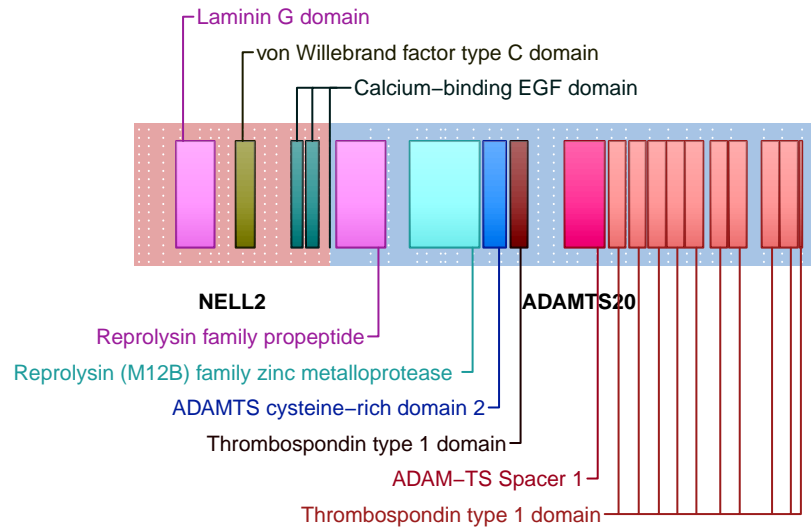 Laminin G domain
von Willebrand factor type C domain
Calcium−binding EGF domain
NELL2
ADAMTS20
Reprolysin family propeptide
Reprolysin (M12B) family zinc metalloprotease
ADAMTS cysteine−rich domain 2
Thrombospondin type 1 domain
ADAM−TS Spacer 1
Thrombospondin type 1 domain